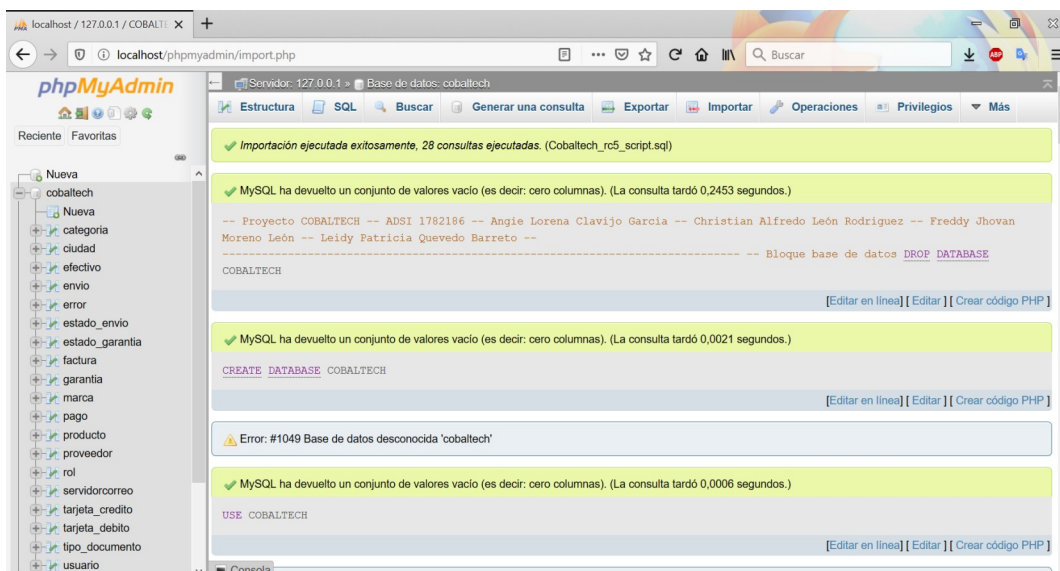 localhost / 127.0.0.1 / COBALT
localhost/phpmyadmin/import.php
Buscar
ABP
phpMyAdmin
Reciente Favoritas
Nueva
cobaltech
Nueva
categoria
ciudad
efectivo
envio
error
estado_envio
estado_garantia
factura
garantia
marca
pago
producto
proveedor
rol
servidorcorreo
tarjeta_credito
tarjeta_debito
tipo_documento
usuario
Servidor: 127.0.0.1 » Base de datos: cobaltech
Estructura SQL Buscar Generar una consulta Exportar Importar Operaciones Privilegios Más
Importación ejecutada exitosamente, 28 consultas ejecutadas. (Cobaltech_rc5_script.sql)
MySQL ha devuelto un conjunto de valores vacío (es decir: cero columnas). (La consulta tardó 0,2453 segundos.)
-- Proyecto COBALTECH -- ADSI 1782186 -- Angie Lorena Clavijo Garcia -- Christian Alfredo León Rodriguez -- Freddy Jhovan
Moreno León -- Leidy Patricia Quevedo Barreto --
-------------------------------------------------------------------------- -- Bloque base de datos DROP DATABASE
COBALTECH
[Editar en línea] [ Editar ] [ Crear código PHP ]
MySQL ha devuelto un conjunto de valores vacío (es decir: cero columnas). (La consulta tardó 0,0021 segundos.)
CREATE DATABASE COBALTECH
[Editar en línea] [ Editar ] [ Crear código PHP ]
Error: #1049 Base de datos desconocida 'cobaltech'
MySQL ha devuelto un conjunto de valores vacío (es decir: cero columnas). (La consulta tardó 0,0006 segundos.)
USE COBALTECH
[Editar en línea] [ Editar ] [ Crear código PHP ]
Consola